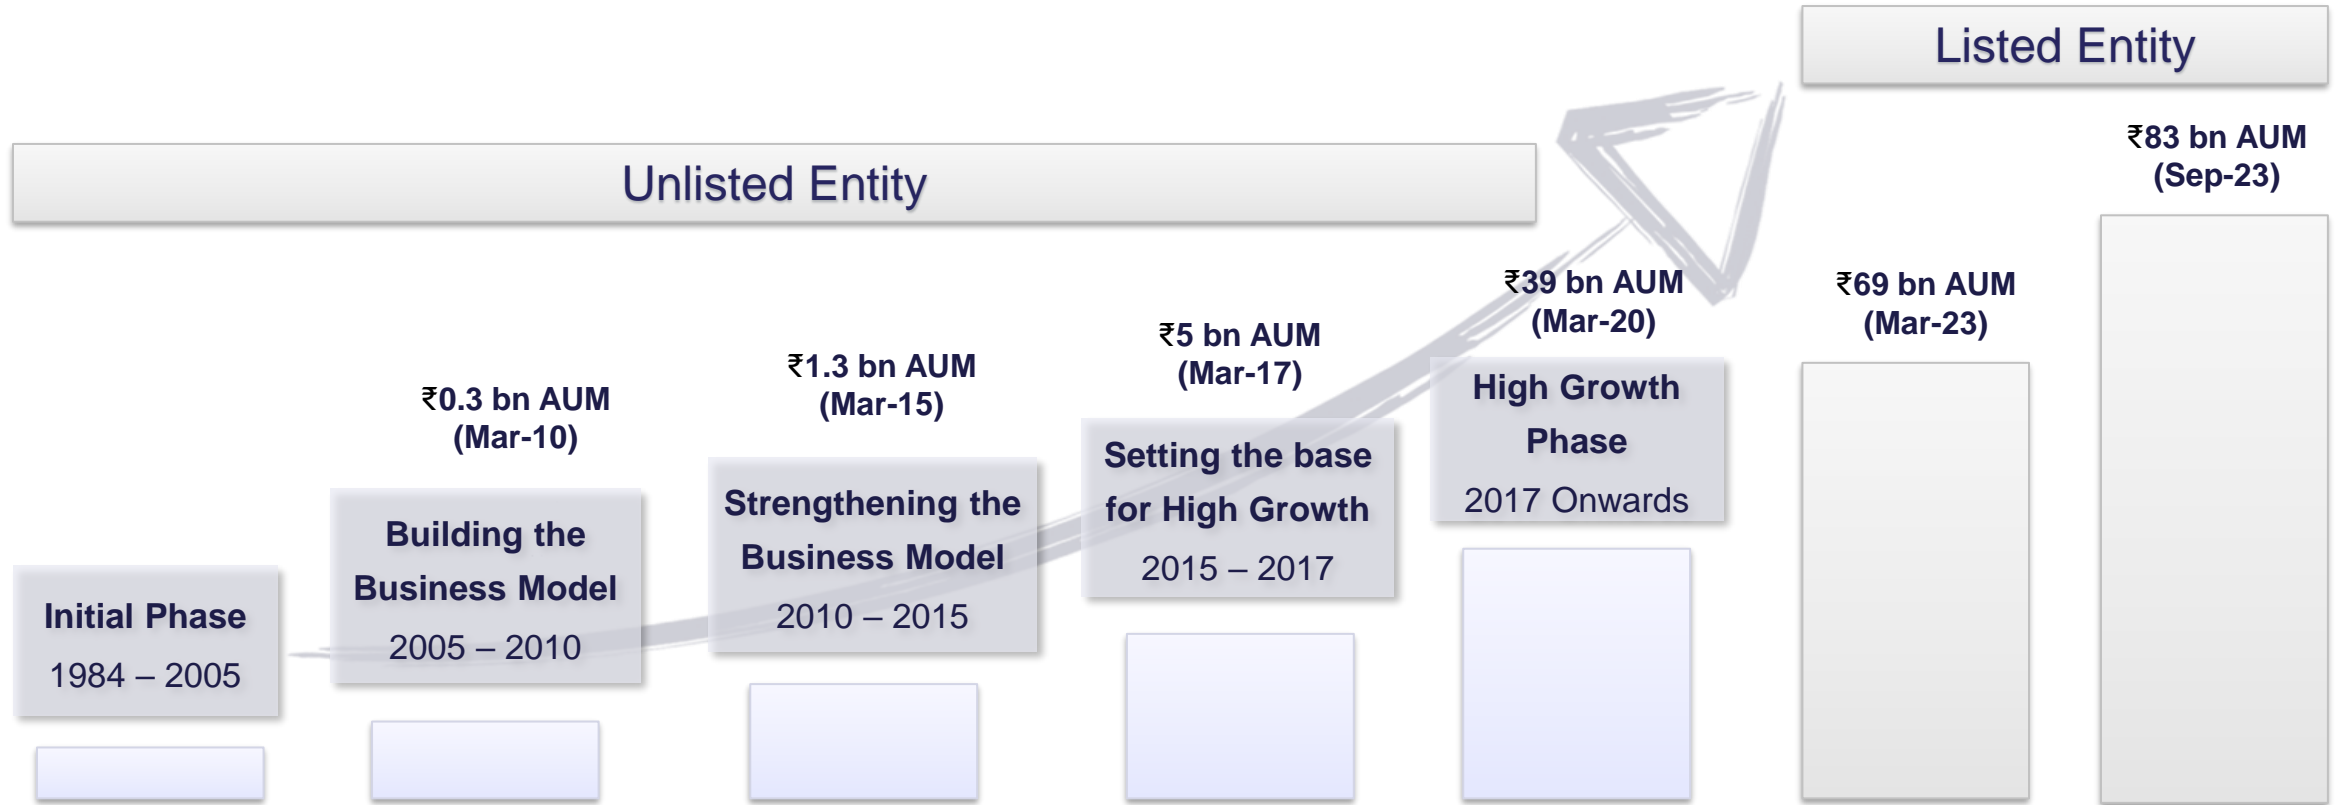 Listed Entity
Unlisted Entity
₹83 bn AUM
(Sep-23)
₹69 bn AUM
(Mar-23)
₹39 bn AUM
(Mar-20)
₹5 bn AUM
(Mar-17)
₹1.3 bn AUM
(Mar-15)
₹0.3 bn AUM
(Mar-10)
Initial Phase
1984 – 2005
Building the
Business Model
2005 – 2010
Strengthening the
Business Model
2010 – 2015
Setting the base
for High Growth
2015 – 2017
High Growth
Phase
2017 Onwards